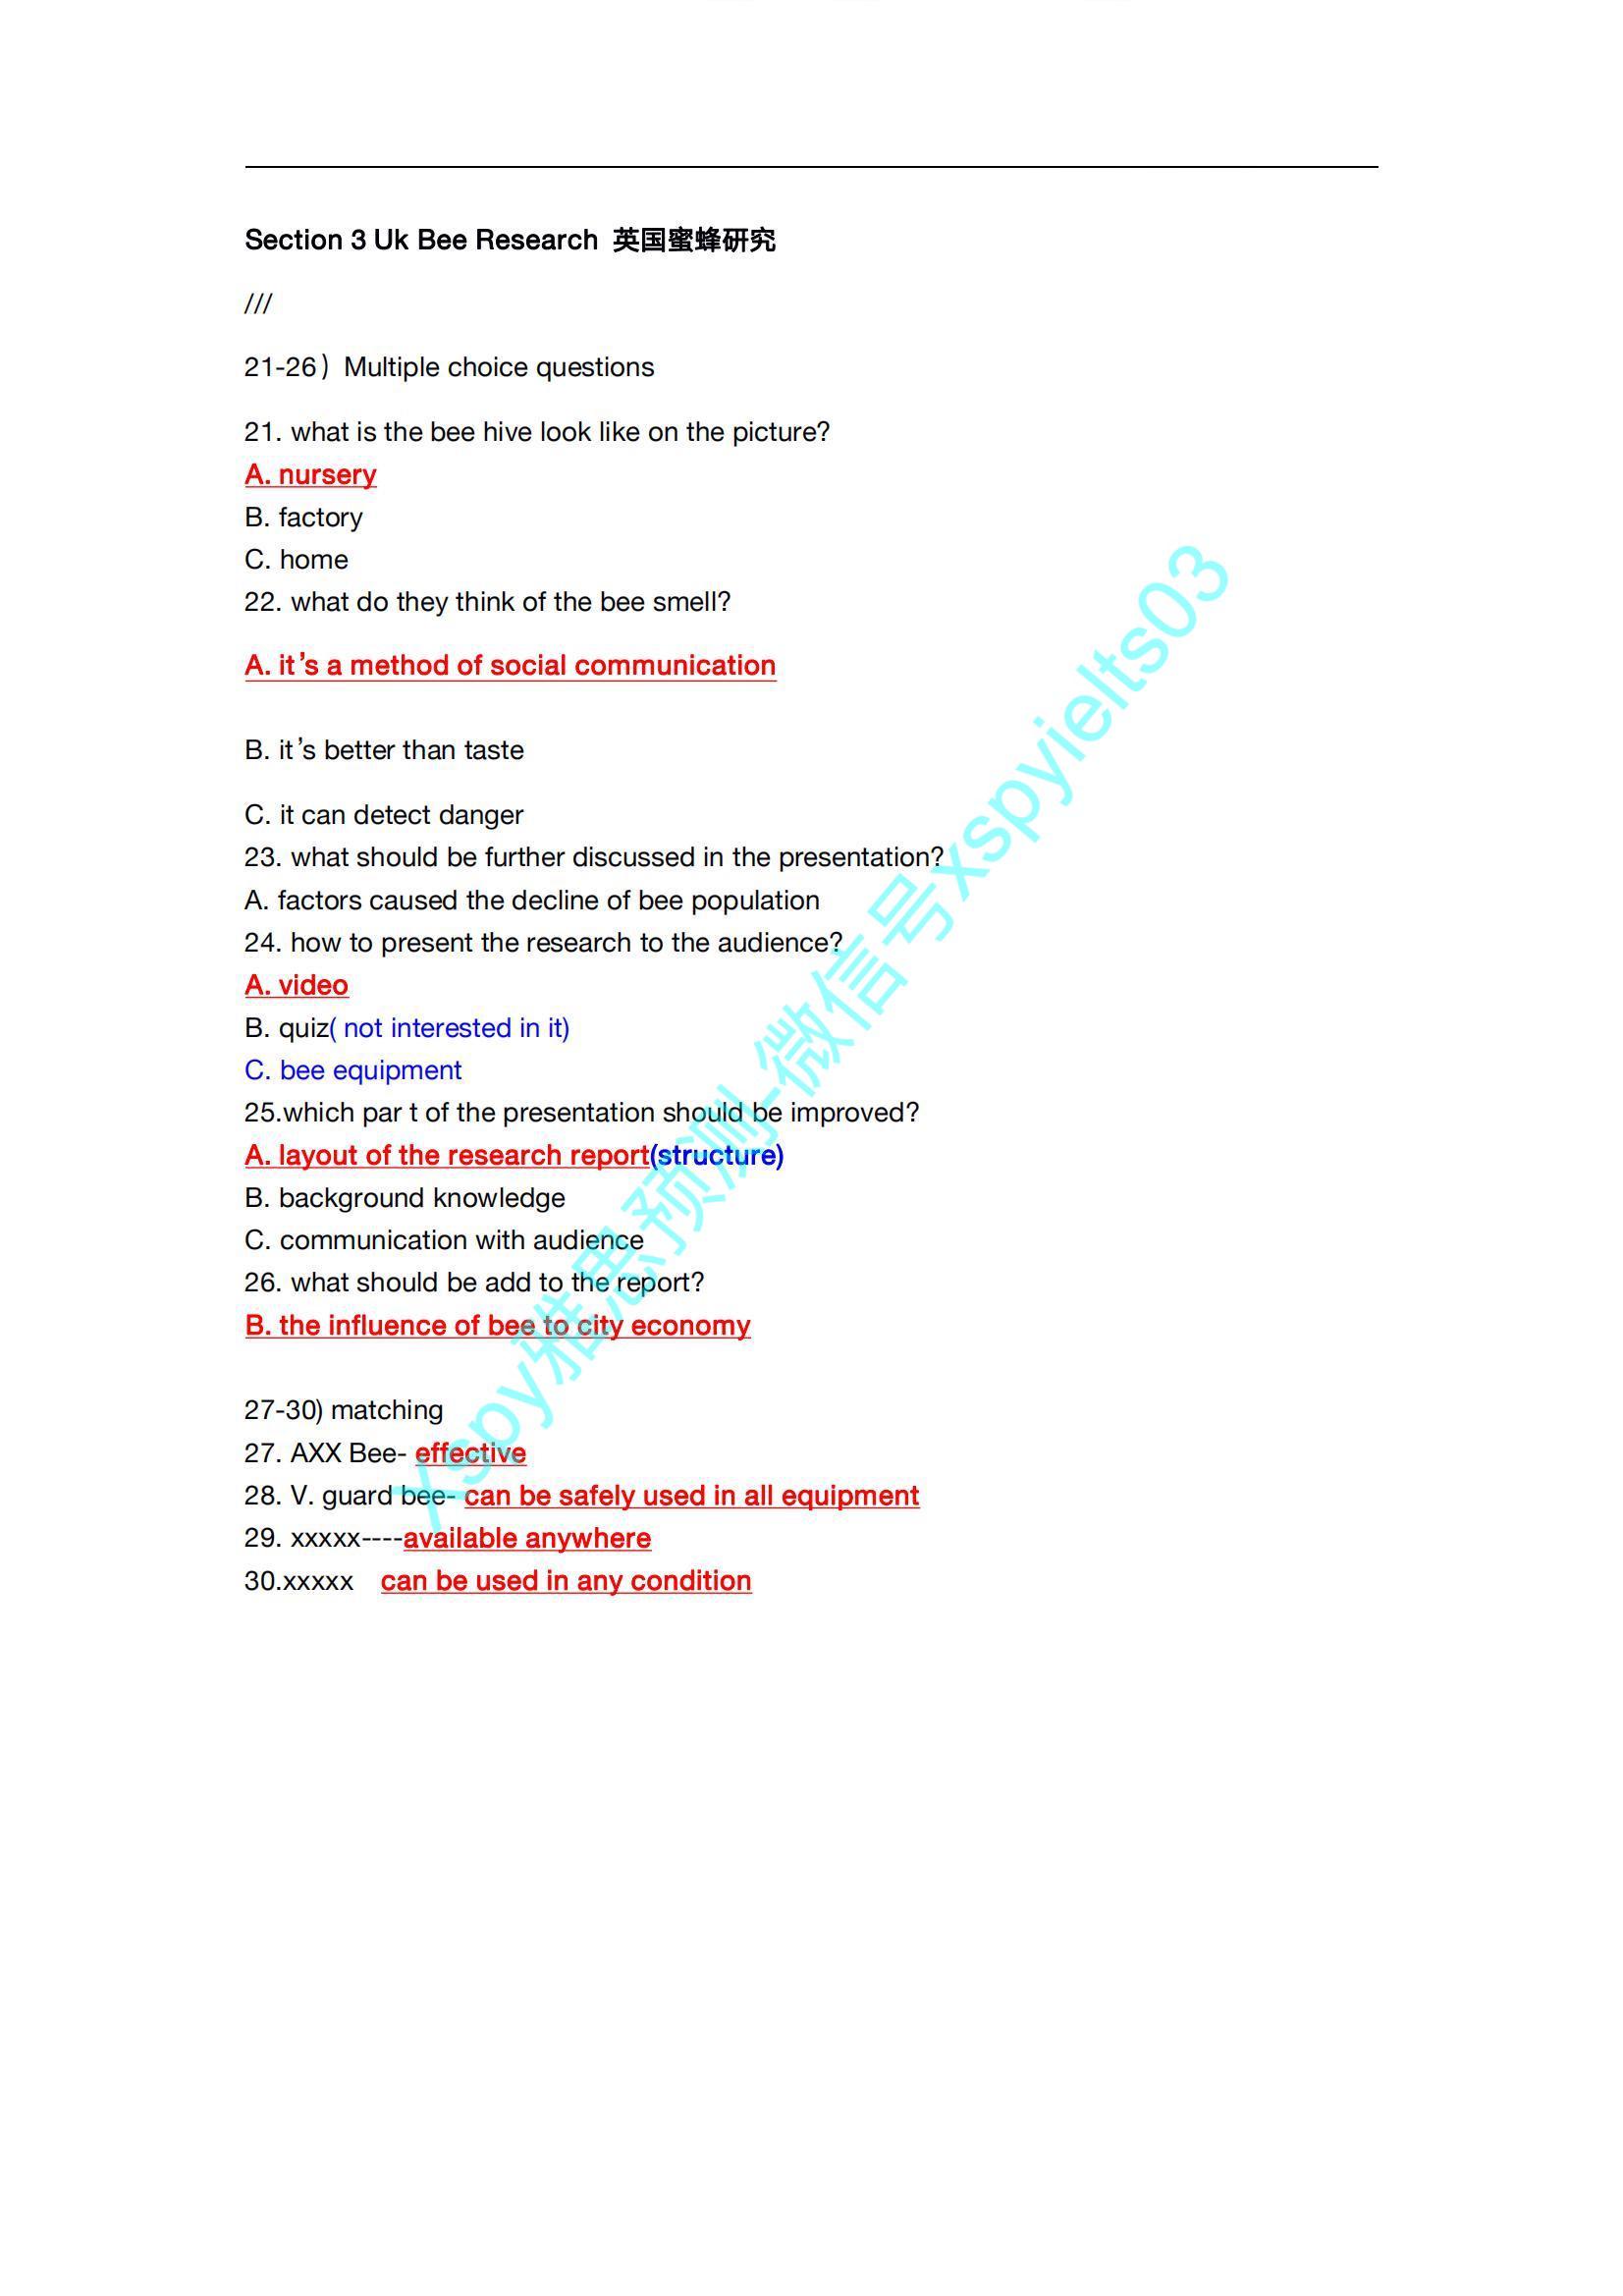 Section 3 Uk Bee Research 英国蜜蜂研究
///
21-26）Multiple choice questions
21. what is the bee hive look like on the picture?
A. nursery
B. factory
C. home
22. what do they think of the bee smell?
A. it’s a method of social communication
B. it’s better than taste
C. it can detect danger
23. what should be further discussed in the presentation?
A. factors caused the decline of bee population
24. how to present the research to the audience?
A. video
B. quiz( not interested in it)
C. bee equipment
25.which par t of the presentation should be improved?
A. layout of the research report(structure)
B. background knowledge
C. communication with audience
26. what should be add to the report?
B. the influence of bee to city economy
27-30) matching
27. AXX Bee- effective
28. V. guard bee- can be safely used in all equipment
29. xxxxx----available anywhere
30.xxxxx can be used in any condition
Xspy雅思预测-微信号xspyielts03